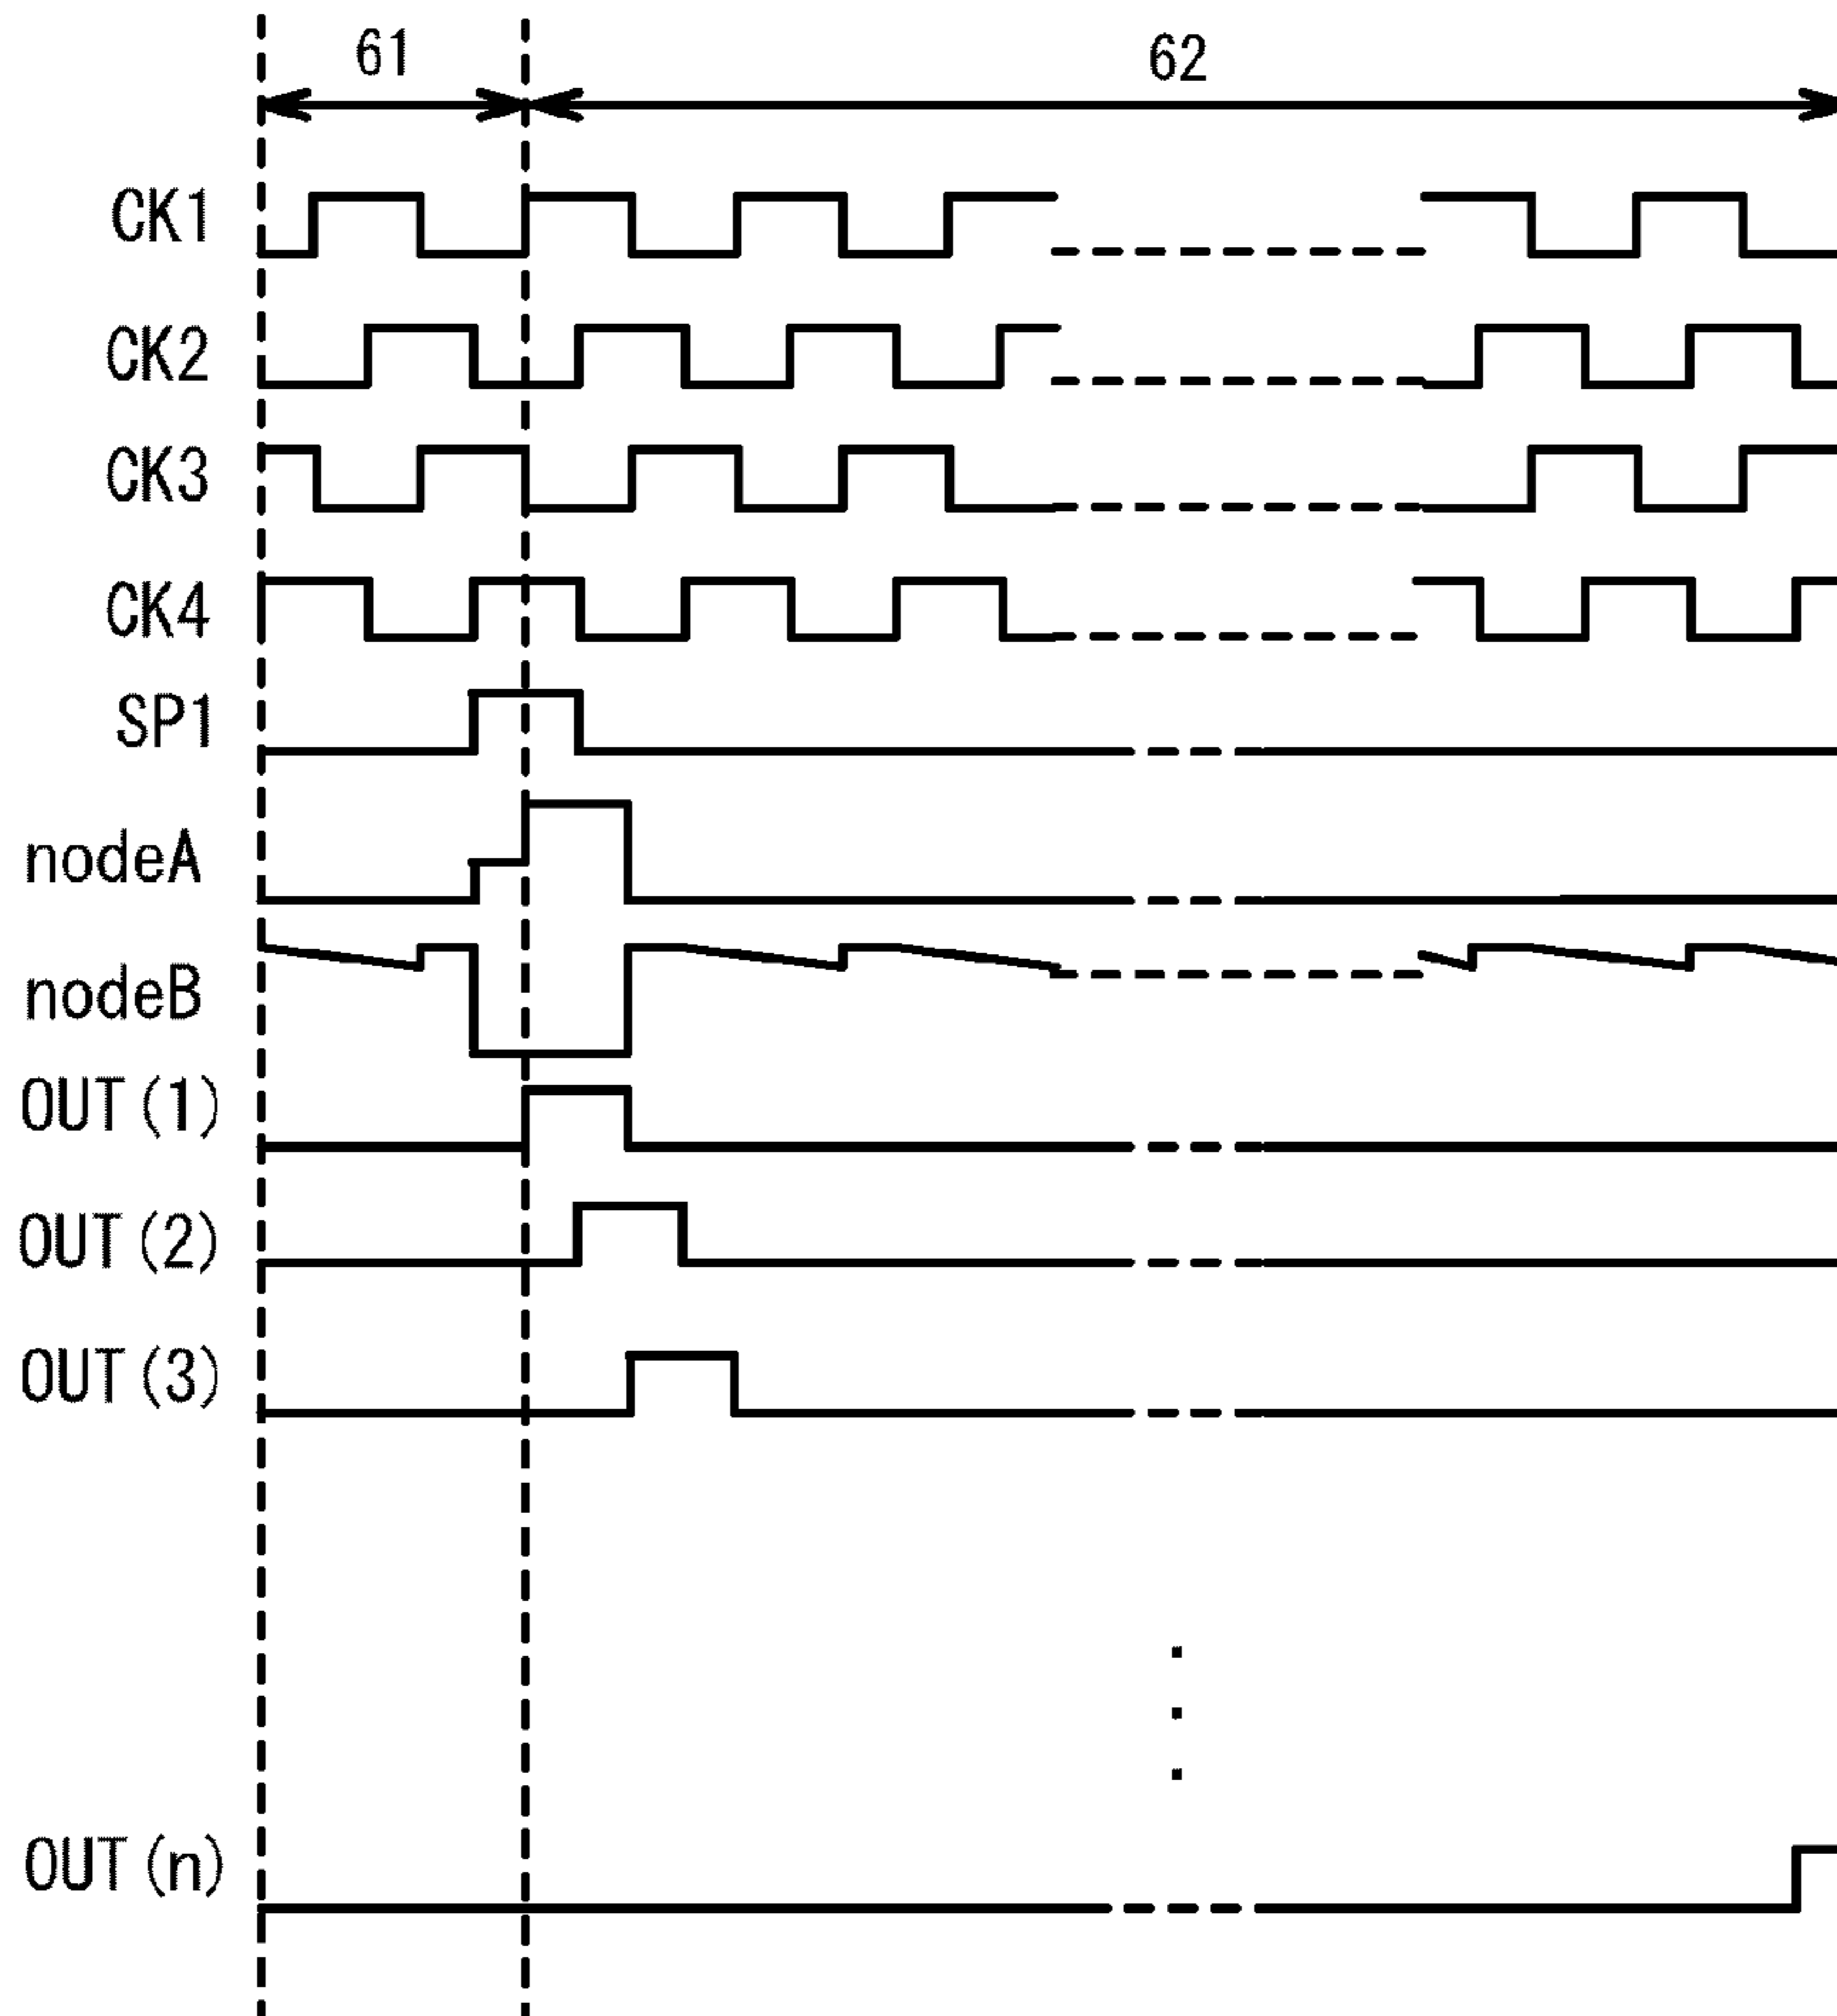 61
62
CK1
CK2
CK3
CK4
SP1
nodeA
nodeB
OUT(1)
OUT(2)
OUT(3)
OUT(n)